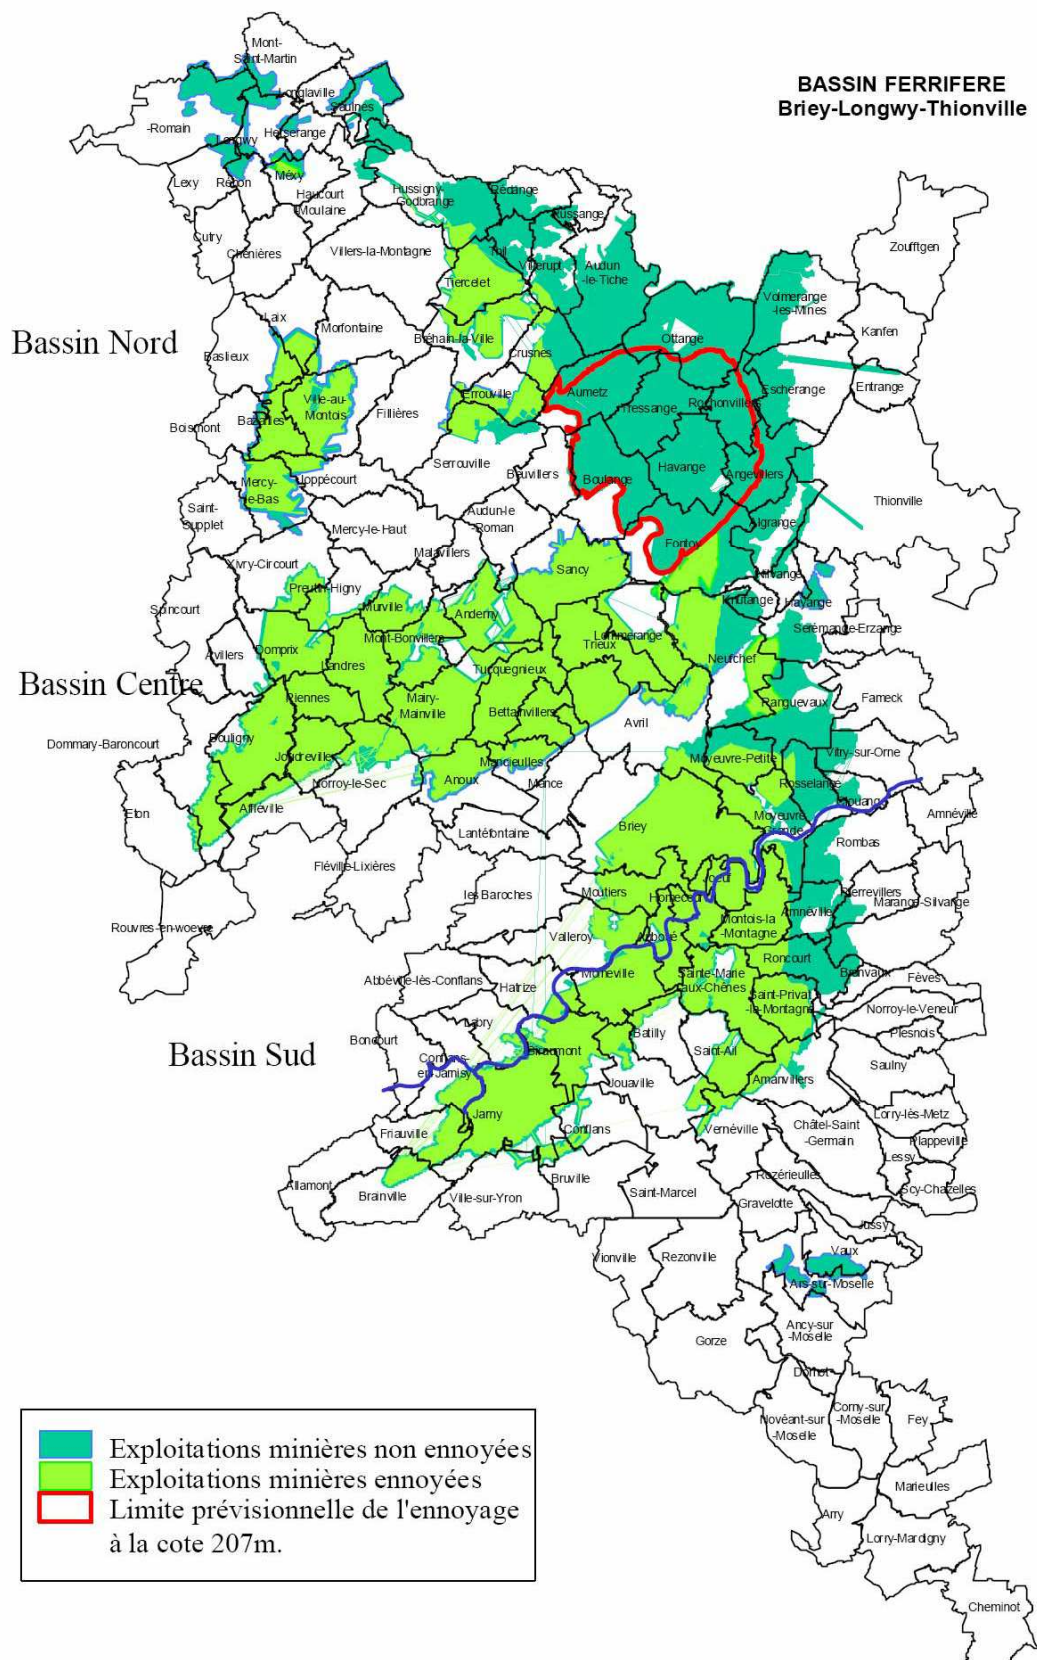 BASSIN FERRIFERE
Briey-Longwy-Thionville
Mont-
Saint-Martin
Longlaville
Saulnes
-Romain
Longwy
Herserange
Lexy
Réhon
Méxy
Haucourt
-Moulaine
Hussigny-
Godbrange
Rédange
Russange
Cutry
Chénières
Villers-la-Montagne
Thil
Villerupt
Audun
-le-Tiche
Zoufftgen
Tiercelet
Volmerange
-les-Mines
Laix
Morfontaine
Bréhain-la-Ville
Ottange
Kanfen
Bassin Nord
Baslieux
Crusnes
Errouville
Aumetz
Tressange
Rochonvillers
Escherange
Entrange
Ville-au-
Montois
Fillières
Boismont
Bazailles
Serrouville
Beuvillers
Boulange
Havange
Angevillers
Mercy-
-le-Bas
Joppécourt
Saint-
Supplet
Audun-le
-Roman
Thionville
Mercy-le-Haut
Algrange
Malavillers
Fontoy
Xivry-Circourt
Sancy
Nilvange
Preutin-Higny
Knutange
Hayange
Spincourt
Murville
Anderny
Serémange-Erzange
Mont-Bonvillers
Lommerange
Trieux
Avillers
Domprix
Landres
Tucquegnieux
Neufchef
Bassin Centre
Piennes
Mairy-
Mainville
Ranguevaux
Fameck
Bettainvillers
Avril
Dommary-Baroncourt
Bouligny
Joudreville
Mancieulles
Moyeuvre-Petite
Vitry-sur-Orne
Norroy-le-Sec
Anoux
Mance
Rosselange
Clouange
Eton
Affléville
Moyeuvre
-Grande
Amnéville
Briey
Lantéfontaine
Rombas
Fléville-Lixières
Joeuf
les Baroches
Moutiers
Homécourt
Pierrevillers
Marange-Silvange
Rouvres-en-woevre
Montois-la
-Montagne
Amnéville
Valleroy
Auboué
Roncourt
Bronvaux
Abbéville-lès-Conflans
Hatrize
Moineville
Sainte-Marie
-aux-Chênes
Fèves
Saint-Privat
-la-Montagne
Norroy-le-Veneur
Labry
Boncourt
Batilly
Plesnois
Bassin Sud
Conflans-
en-Jarnisy
Giraumont
Saint-Ail
Saulny
Jouaville
Amanvillers
Jarny
Lorry-lès-Metz
Friauville
Conflans
Vernéville
Châtel-Saint
-Germain
Plappeville
Lessy
Allamont
Brainville
Ville-sur-Yron
Bruville
Saint-Marcel
Rozérieulles
Scy-Chazelles
Gravelotte
Jussy
Vionville
Rezonville
Vaux
Ars-sur-Moselle
Gorze
Ancy-sur
-Moselle
Dornot
Novéant-sur
-Moselle
Corny-sur
-Moselle
Fey
Exploitations minières non ennoyées
Exploitations minières ennoyées
Limite prévisionnelle de l'ennoyage
à la cote 207m.
Marieulles
Arry
Lorry-Mardigny
Cheminot